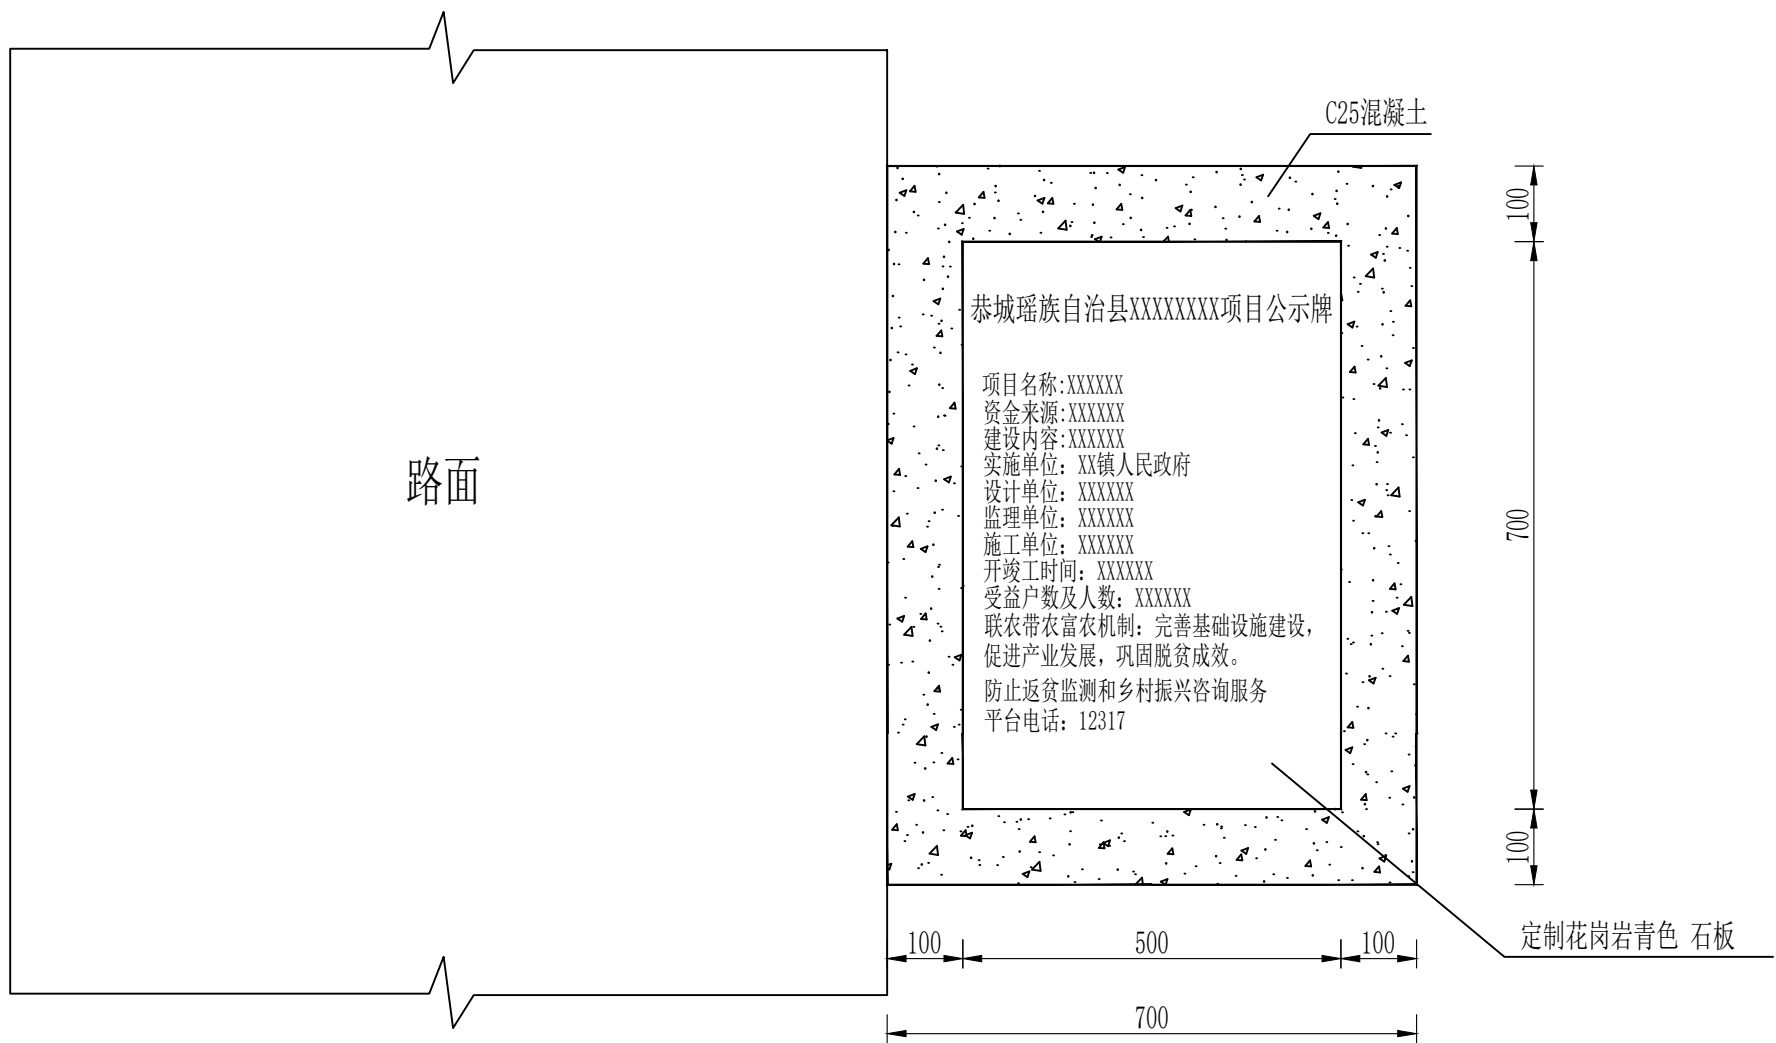 C25混凝土
100
恭城瑶族自治县XXXXXXXX项目公示牌
项目名称:XXXXXX
资金来源:XXXXXX
建设内容:XXXXXX
实施单位：XX镇人民政府
设计单位：XXXXXX
监理单位：XXXXXX
施工单位：XXXXXX
开竣工时间：XXXXXX
受益户数及人数：XXXXXX
联农带农富农机制：完善基础设施建设，
促进产业发展，巩固脱贫成效。
防止返贫监测和乡村振兴咨询服务
平台电话：12317
路面
700
100
定制花岗岩青色 石板
100
500
100
700